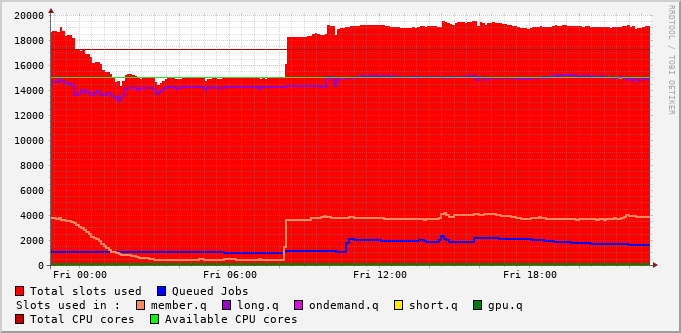 20000
18000
16000
14000
12000
10000
8000
6000
4000
2000
0
Fri 00:00 Fri 06:00 Fri 12:00 Fri 18:00
Total slots used Queued Jobs
Slots used in : member.q long.q ondemand.q short.q gpu.q
Total CPU cores Available CPU cores
RRDTOOL / TOBI OETIKER